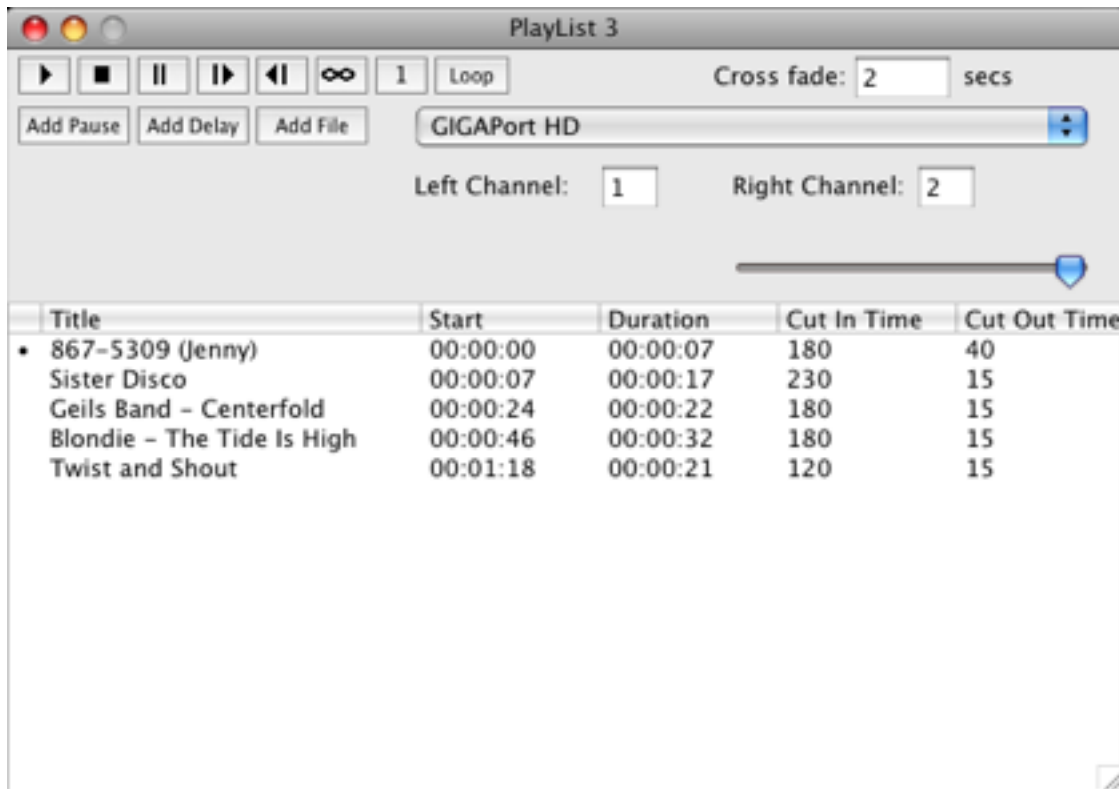 PlayList 3
1 Loop Cross fade: 2 secs
Add Pause Add Delay Add File GIGAPort HD
Left Channel: 1 Right Channel: 2
Title Start Duration Cut In Time Cut Out Time
• 867-5309 (Jenny) 00:00:00 00:00:07 180 40
Sister Disco 00:00:07 00:00:17 230 15
Geils Band - Centerfold 00:00:24 00:00:22 180 15
Blondie - The Tide Is High 00:00:46 00:00:32 180 15
Twist and Shout 00:01:18 00:00:21 120 15